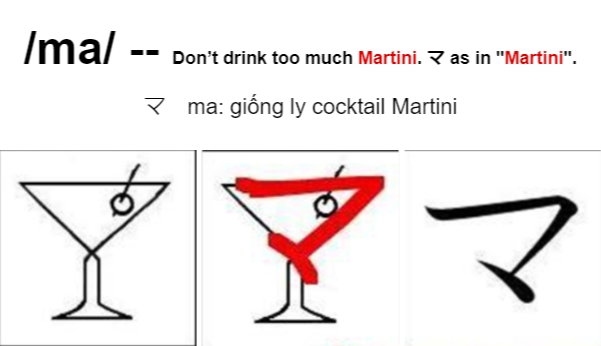 /ma/ -- Don't drink too much Martini. マ as in "Martini".
マ ma: giống ly cocktail Martini
マ